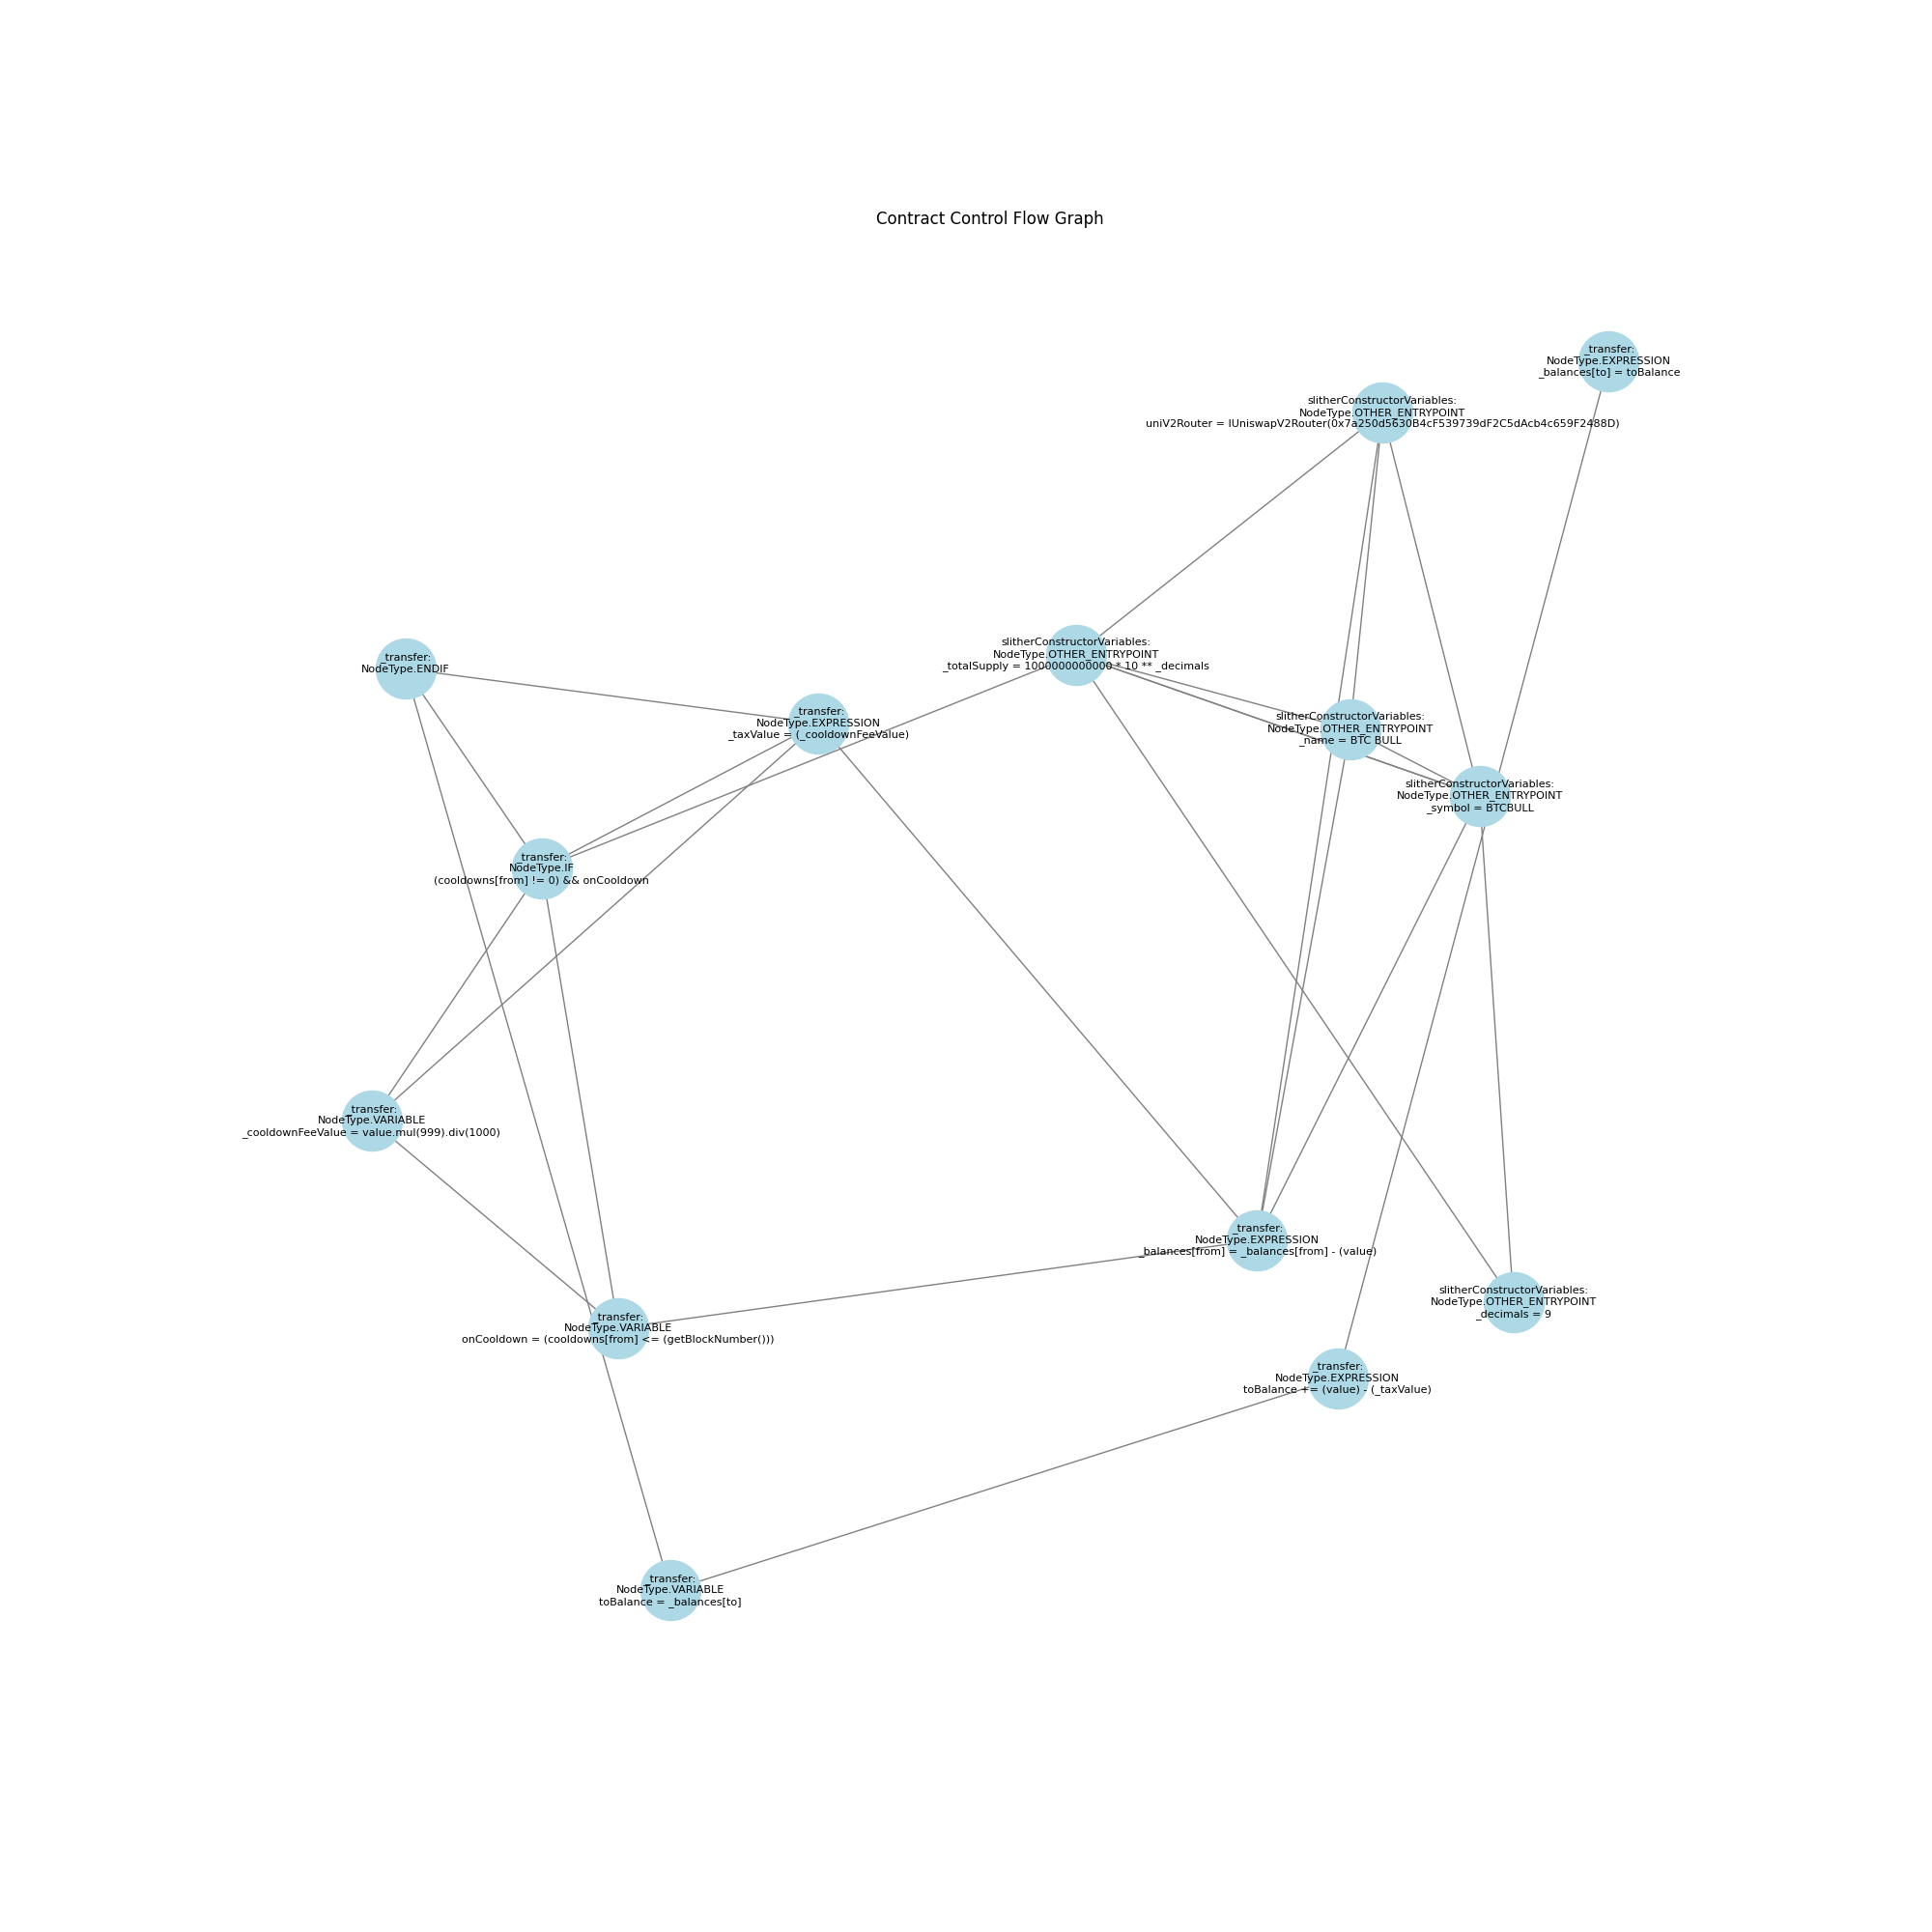 Contract Control Flow Graph
_transfer:
NodeType.EXPRESSION
_balances[to] = toBalance
slitherConstructorVariables:
NodeType.OTHER_ENTRYPOINT
uniV2Router = IUniswapV2Router(0x7a250d5630B4cF539739dF2C5dAcb4c659F2488D)
slitherConstructorVariables:
NodeType.OTHER_ENTRYPOINT
_totalSupply = 1000000000000 * 10 ** _decimals
_transfer:
NodeType.ENDIF
_transfer:
NodeType.EXPRESSION
_taxValue = (_cooldownFeeValue)
slitherConstructorVariables:
NodeType.OTHER_ENTRYPOINT
_name = BTC BULL
slitherConstructorVariables:
NodeType.OTHER_ENTRYPOINT
_symbol = BTCBULL
_transfer:
NodeType.IF
(cooldowns[from] != 0) && onCooldown
_transfer:
NodeType.VARIABLE
_cooldownFeeValue = value.mul(999).div(1000)
_transfer:
NodeType.EXPRESSION
_balances[from] = _balances[from] - (value)
slitherConstructorVariables:
NodeType.OTHER_ENTRYPOINT
_decimals = 9
_transfer:
NodeType.VARIABLE
onCooldown = (cooldowns[from] <= (getBlockNumber()))
_transfer:
NodeType.EXPRESSION
toBalance += (value) - (_taxValue)
_transfer:
NodeType.VARIABLE
toBalance = _balances[to]